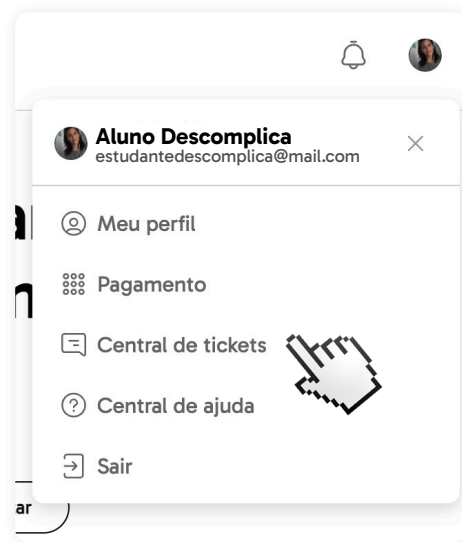 Aluno Descomplica
estudantedescomplica@mail.com
Meu perfil
Pagamento
Central de tickets
Central de ajuda
Sair
ar